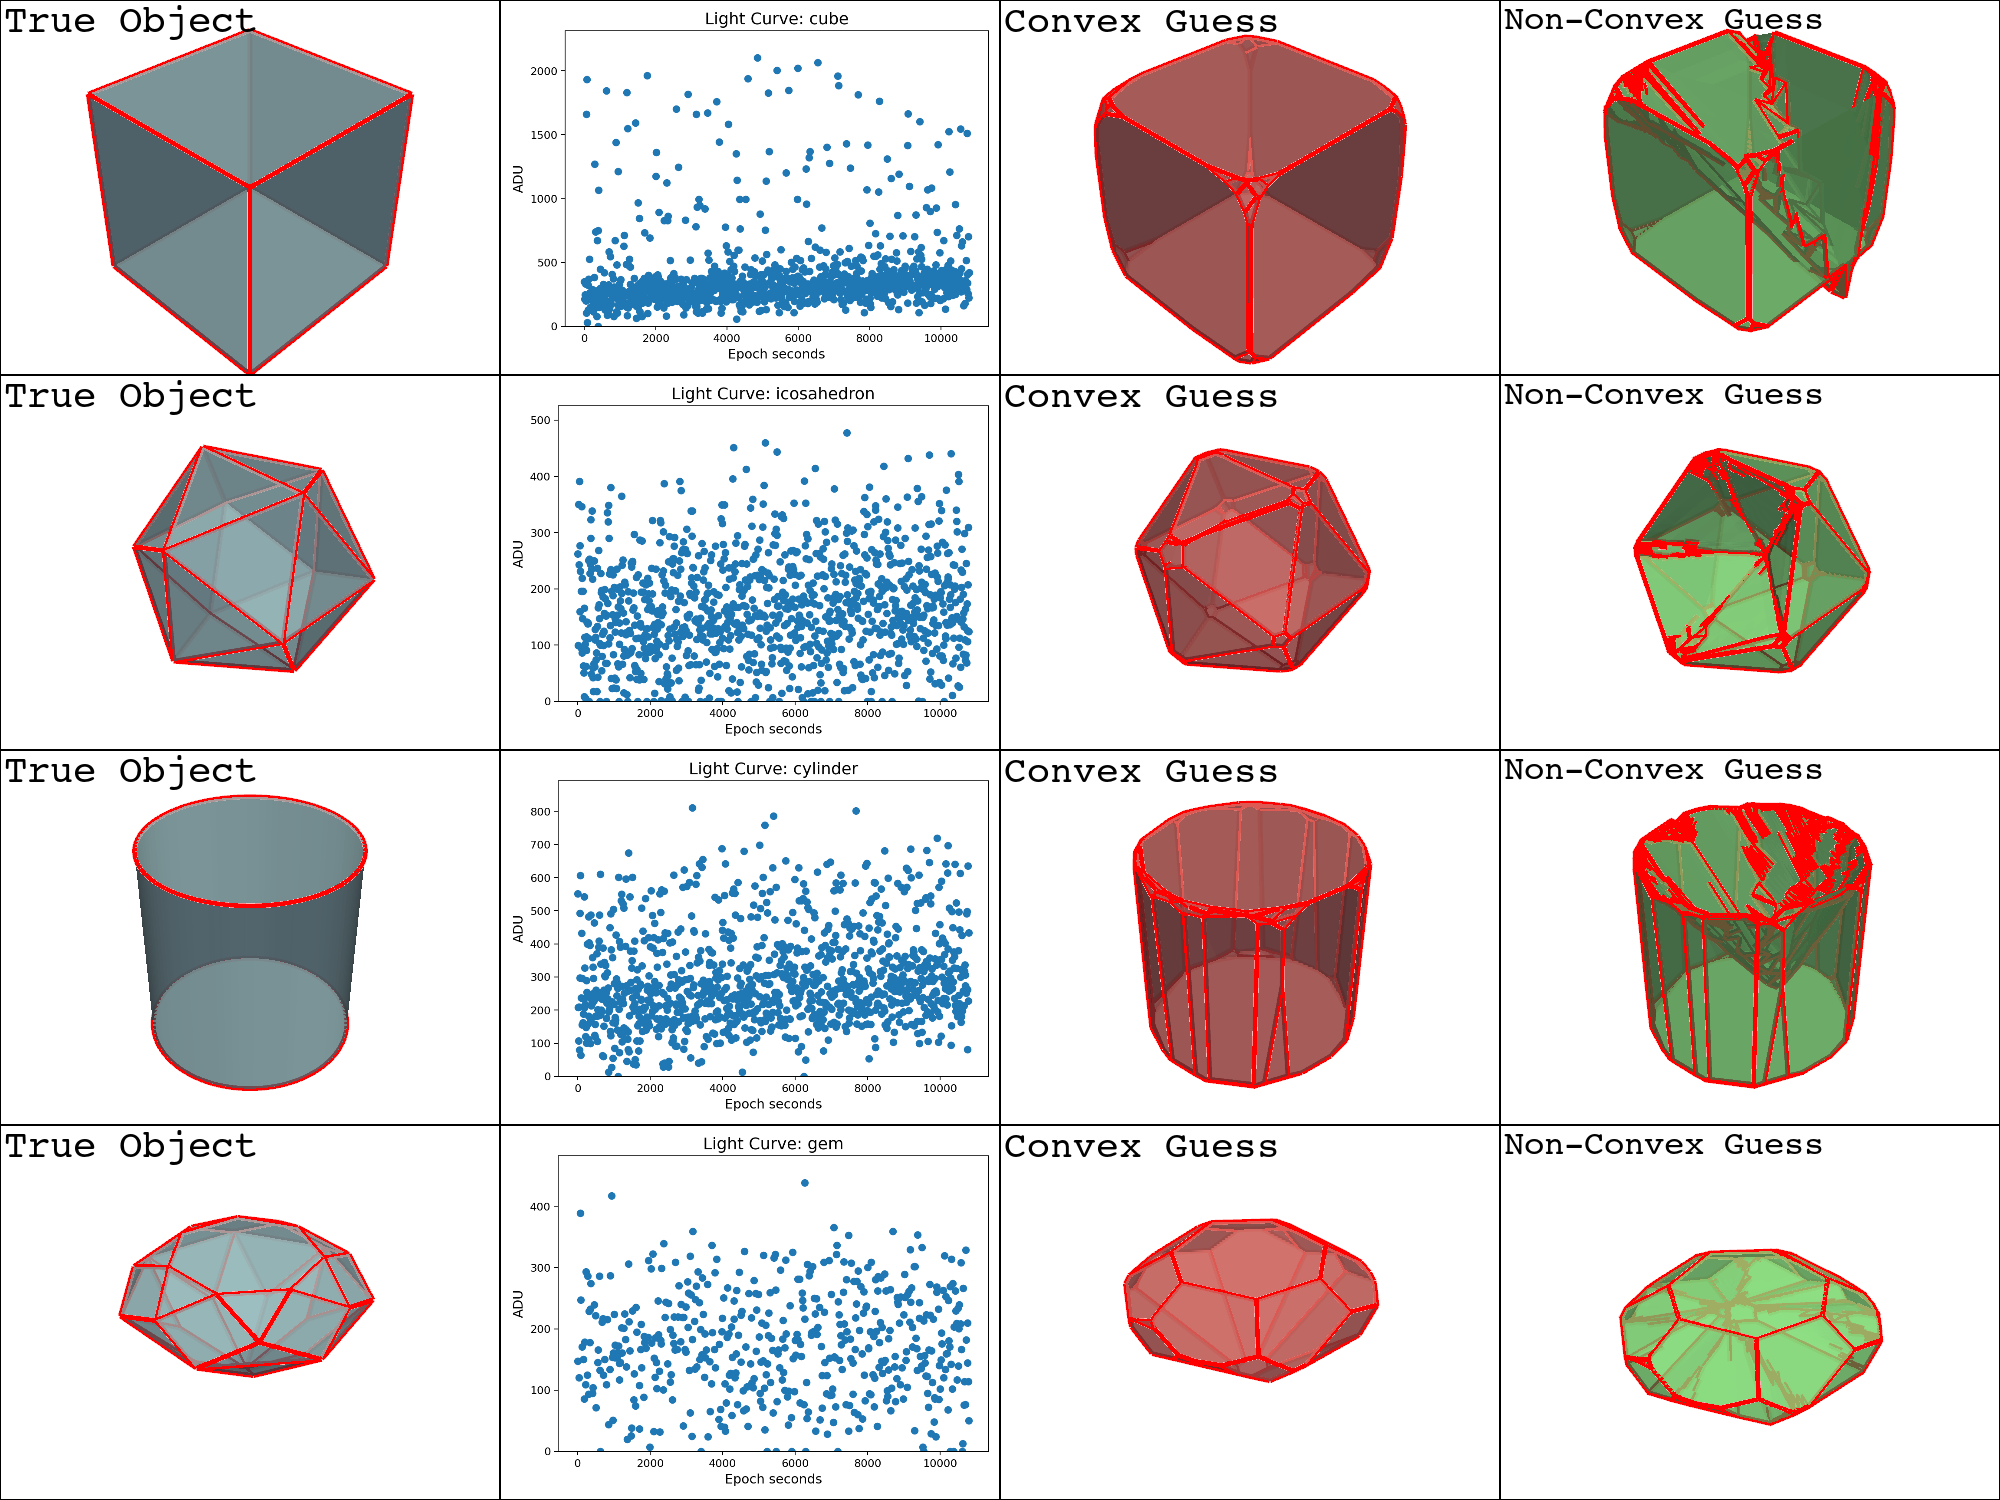 True Object
Light Curve: cube
2000
1500
1000
500
0
ADU
0 2000 4000 6000 8000 10000
Epoch seconds
Convex Guess
Non-Convex Guess
True Object
Light Curve: icosahedron
500
400
300
200
100
0
ADU
0 2000 4000 6000 8000 10000
Epoch seconds
Convex Guess
Non-Convex Guess
True Object
Light Curve: cylinder
800
700
600
500
400
300
200
100
0
ADU
0 2000 4000 6000 8000 10000
Epoch seconds
Convex Guess
Non-Convex Guess
True Object
Light Curve: gem
400
300
200
100
0
ADU
0 2000 4000 6000 8000 10000
Epoch seconds
Convex Guess
Non-Convex Guess